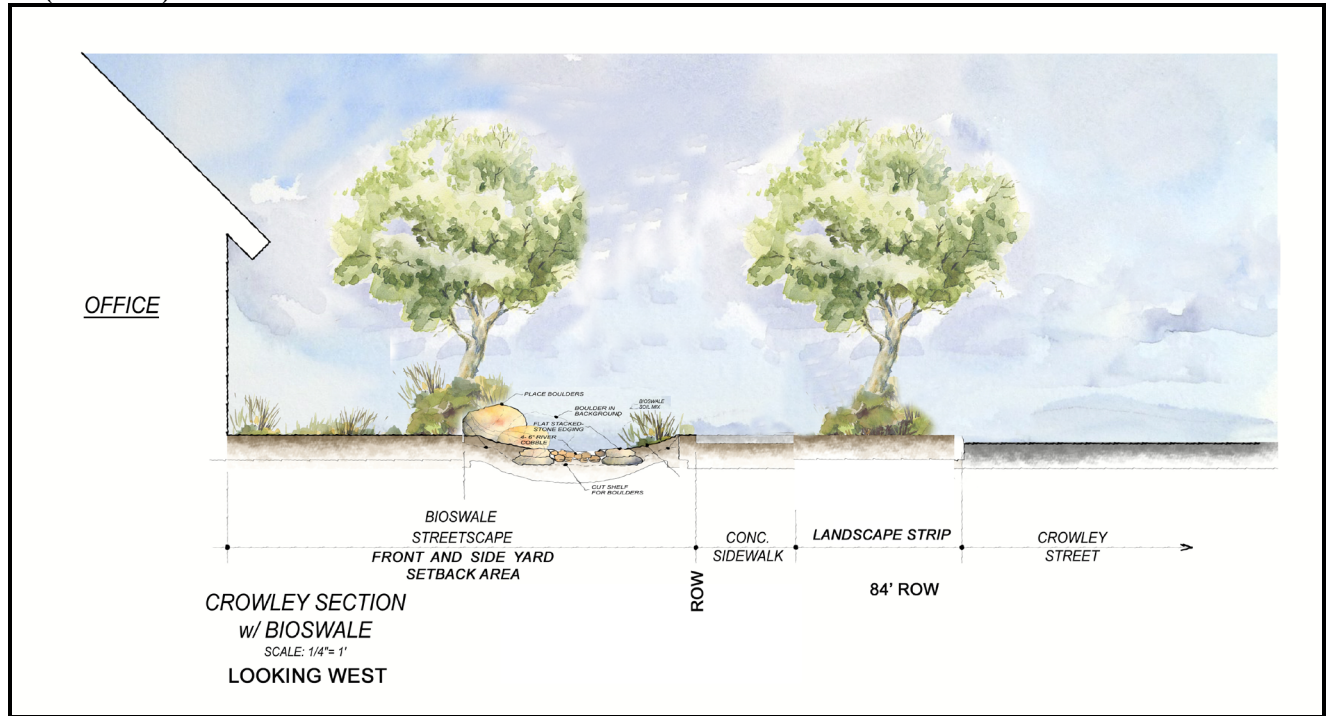 OFFICE
PLACE BOULDERS
BOULDER IN
BACKGROUND
BIOSWALE
SOIL MIX
FLAT STACKED-
STONE EDGING
4- 6" RIVER
COBBLE
CUT SHELF
FOR BOULDERS
BIOSWALE
STREETSCAPE
FRONT AND SIDE YARD
SETBACK AREA
ROW
CONC.
SIDEWALK
LANDSCAPE STRIP
84' ROW
CROWLEY
STREET
CROWLEY SECTION
w/ BIOSWALE
SCALE: 1/4"= 1'
LOOKING WEST